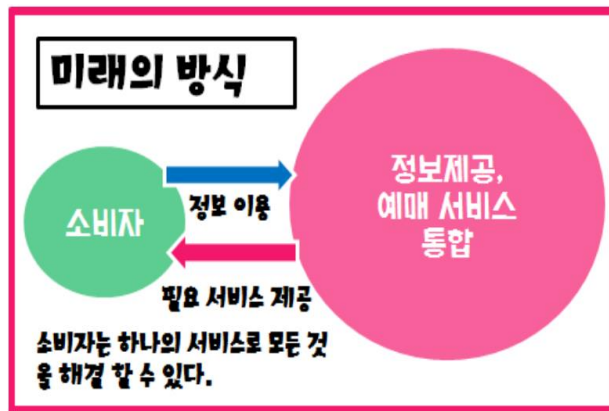 미래의 방식
소비자
정보 이용
정보제공,
예매 서비스
통합
필요 서비스 제공
소비자는 하나의 서비스로 모든 것
을 해결 할 수 있다.